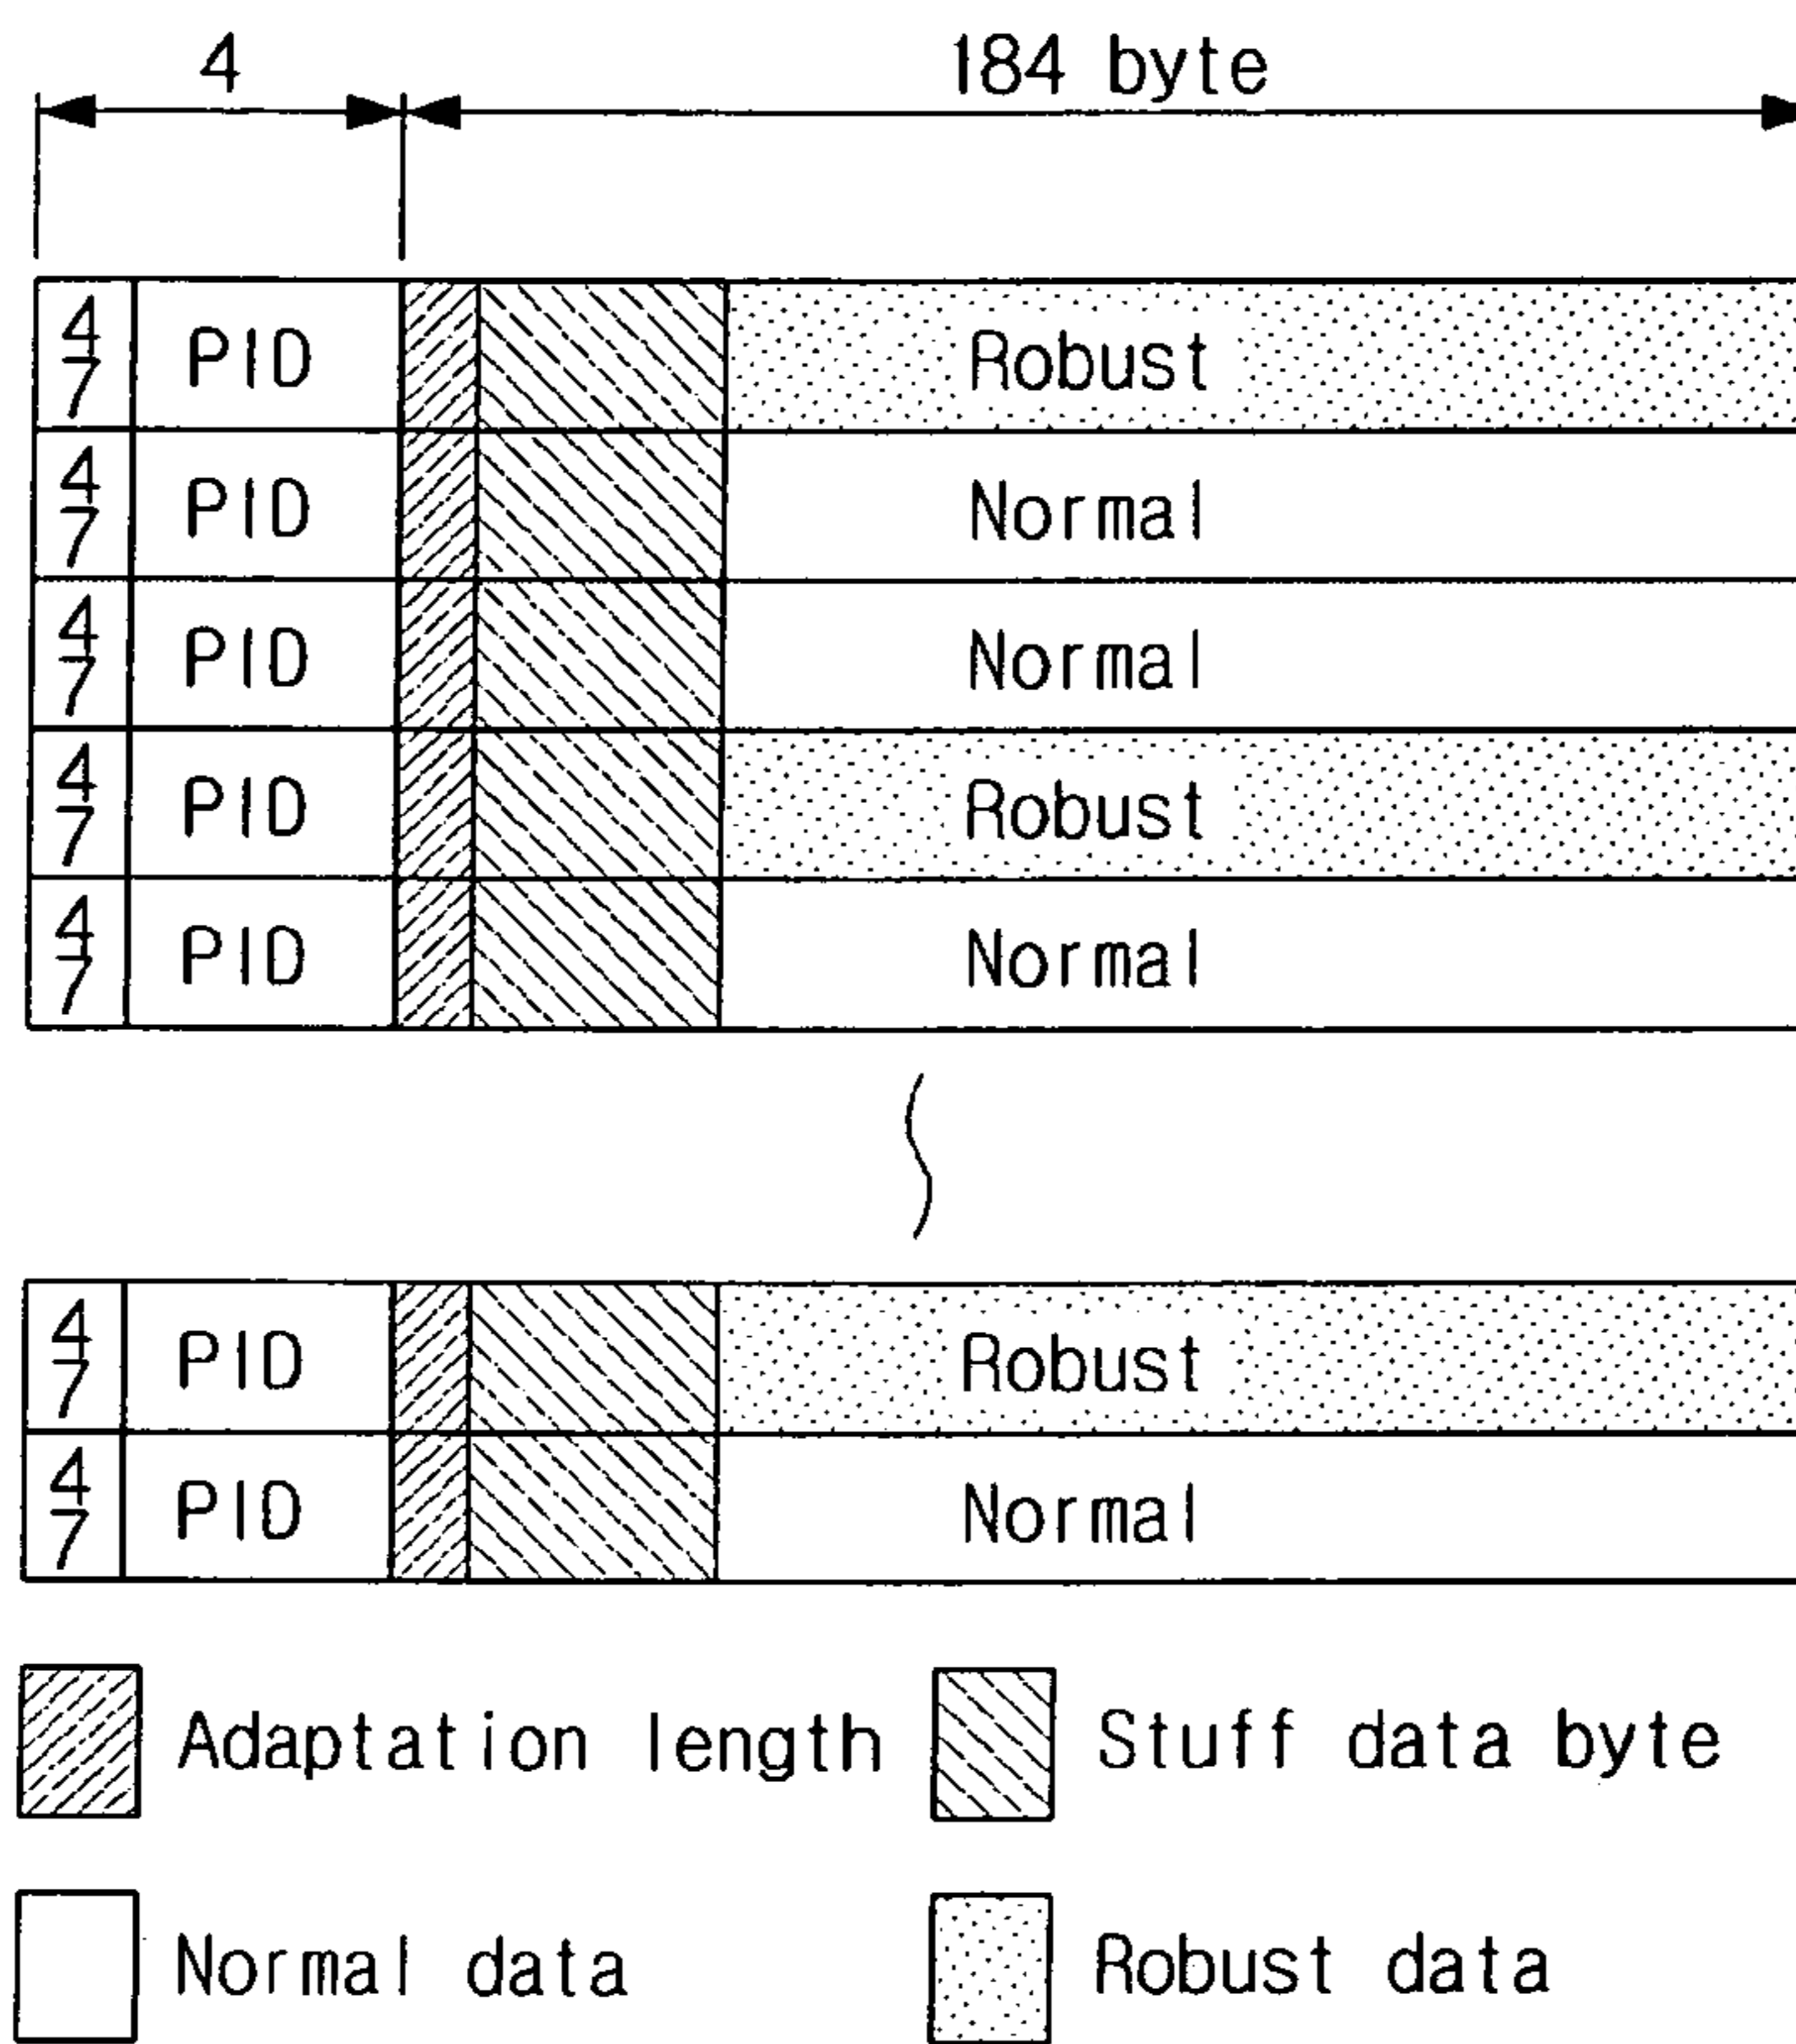 4 184 byte
47 PID Robust
47 PID Normal
47 PID Normal
47 PID Robust
47 PID Normal
47 PID Robust
47 PID Normal
Adaptation length Stuff data byte
Normal data Robust data